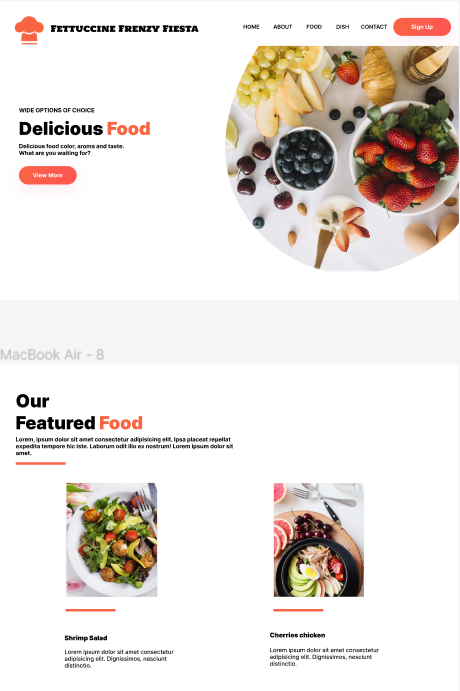 Fettuccine Frenzy Fiesta
HOME ABOUT FOOD DISH CONTACT Sign Up
WIDE OPTIONS OF CHOICE
Delicious Food
Delicious food color, aroma and taste.
What are you waiting for?
View More
MacBook Air - 8
Our
Featured Food
Lorem, ipsum dolor sit amet consectetur adipisicing elit. Ipsa placeat repellat
expedita tempore hic iste. Laborum odit illo ex nostrum! Lorem ipsum dolor sit
amet.
Shrimp Salad
Lorem ipsum dolor sit amet consectetur
adipisicing elit. Dignissimos, nesciunt
distinctio.
Cherries chicken
Lorem ipsum dolor sit amet consectetur
adipisicing elit. Dignissimos, nesciunt
distinctio.